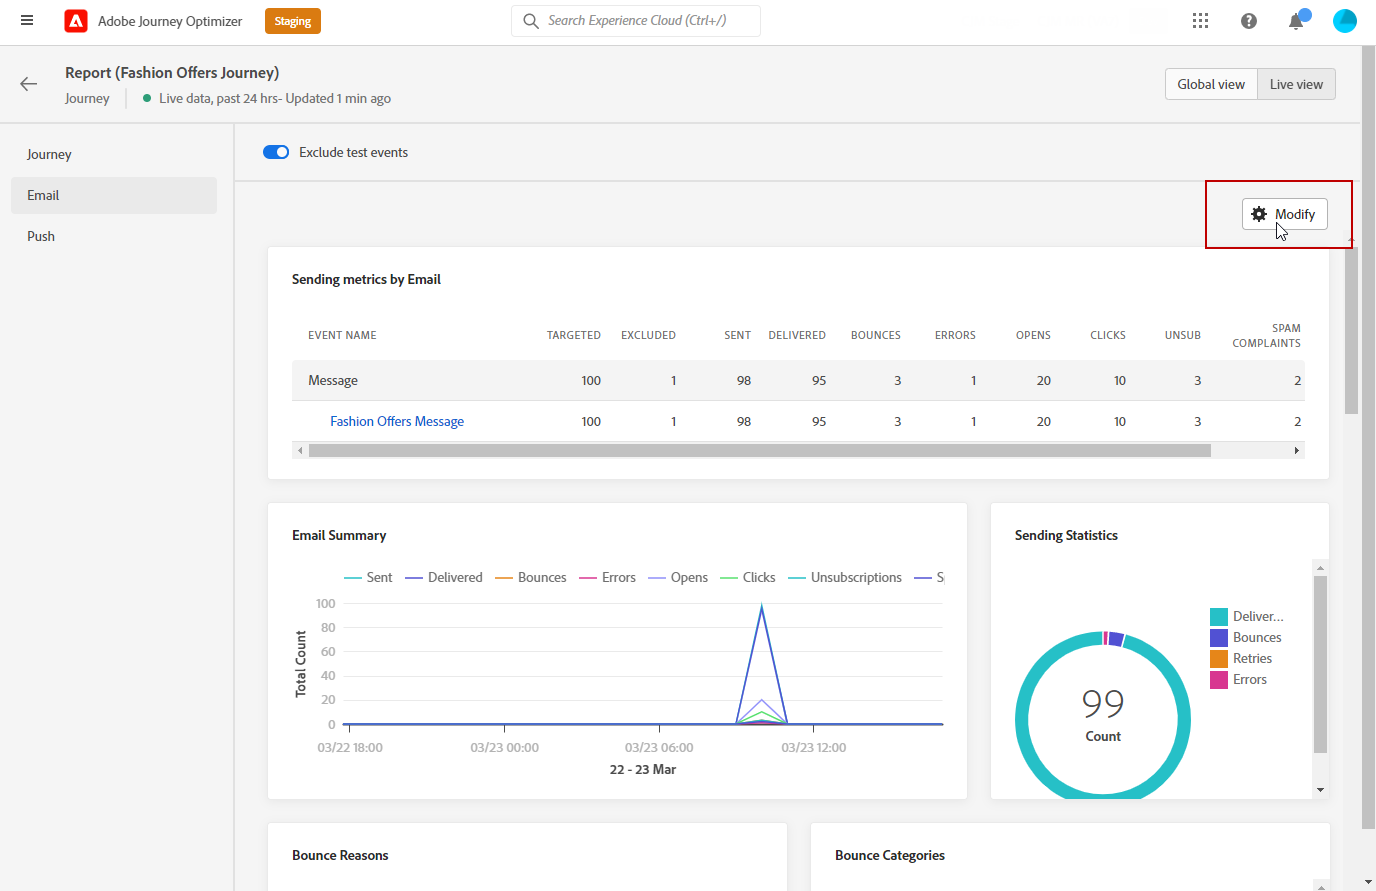 Adobe Journey Optimizer
Staging
Search Experience Cloud (Ctrl+/)
Report (Fashion Offers Journey)
Journey
Live data, past 24 hrs- Updated 1 min ago
Global view
Live view
Journey
Email
Push
Exclude test events
Modify
Sending metrics by Email
EVENT NAME TARGETED EXCLUDED SENT DELIVERED BOUNCES ERRORS OPENS CLICKS UNSUB SPAM COMPLAINTS
Message 100 1 98 95 3 1 20 10 3 2
Fashion Offers Message 100 1 98 95 3 1 20 10 3 2
Email Summary
Sent Delivered Bounces Errors Opens Clicks Unsubscriptions S
Total Count
100
80
60
40
20
0
03/22 18:00 03/23 00:00 03/23 06:00 03/23 12:00
22 - 23 Mar
Sending Statistics
Deliver...
Bounces
Retries
Errors
99
Count
Bounce Reasons
Bounce Categories